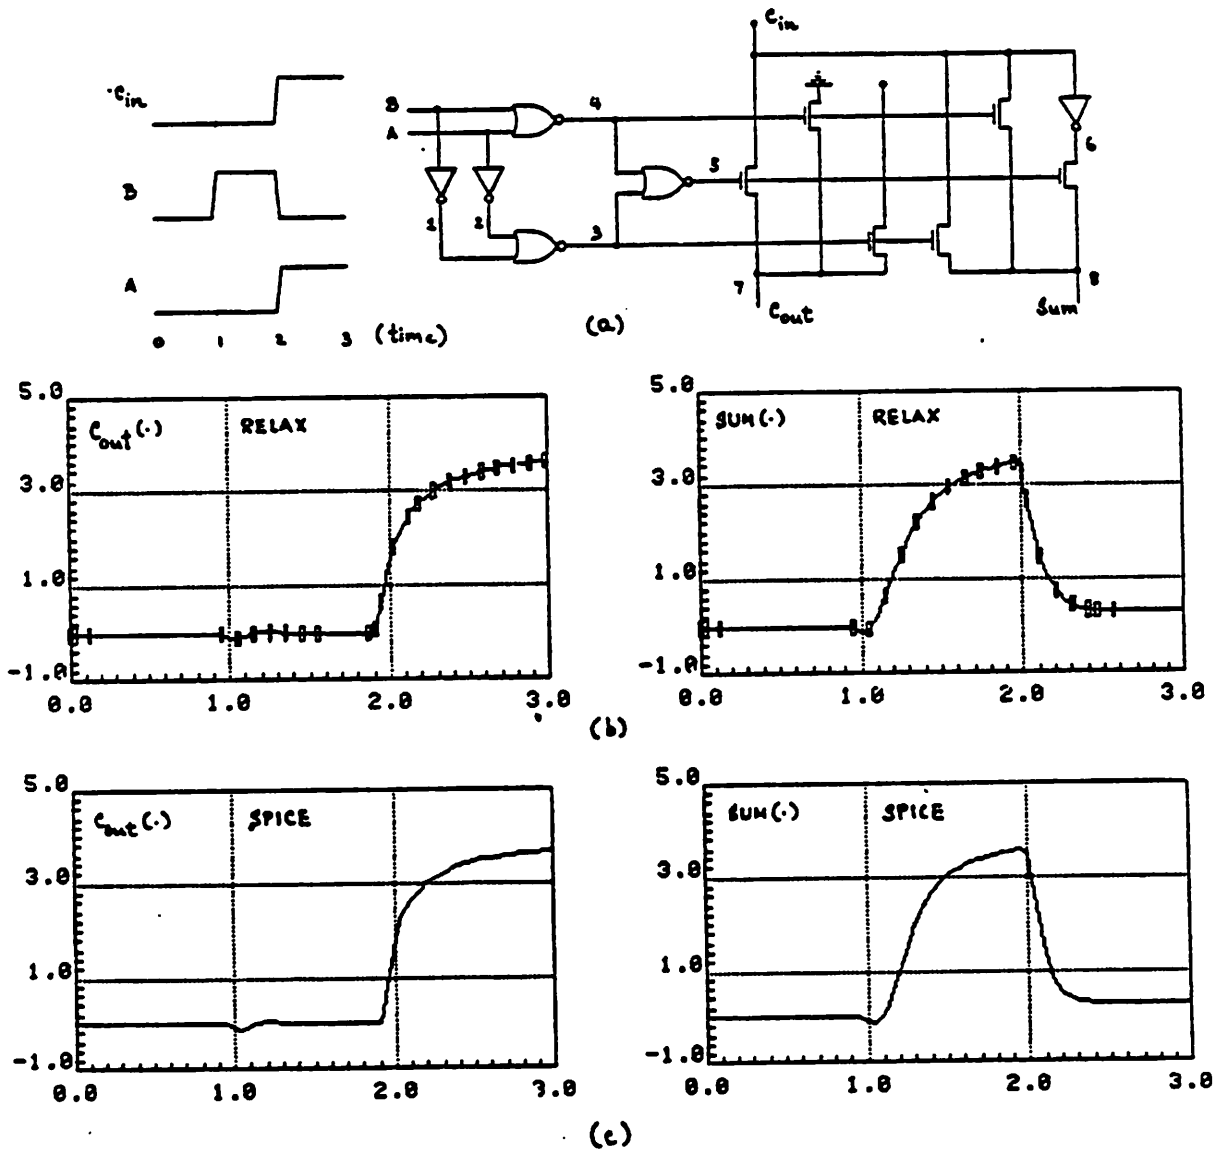 Cin
Cin
B
4
B
A
5
6
1
2
3
A
7
Cout
8
Sum
0 1 2 3 (time)
(a)
5.0
Cout(·) RELAX
3.0
1.0
-1.0
0.0 1.0 2.0 3.0
5.0
SUM(·) RELAX
3.0
1.0
-1.0
0.0 1.0 2.0 3.0
(b)
5.0
Cout(·) SPICE
3.0
1.0
-1.0
0.0 1.0 2.0 3.0
5.0
SUM(·) SPICE
3.0
1.0
-1.0
0.0 1.0 2.0 3.0
(c)